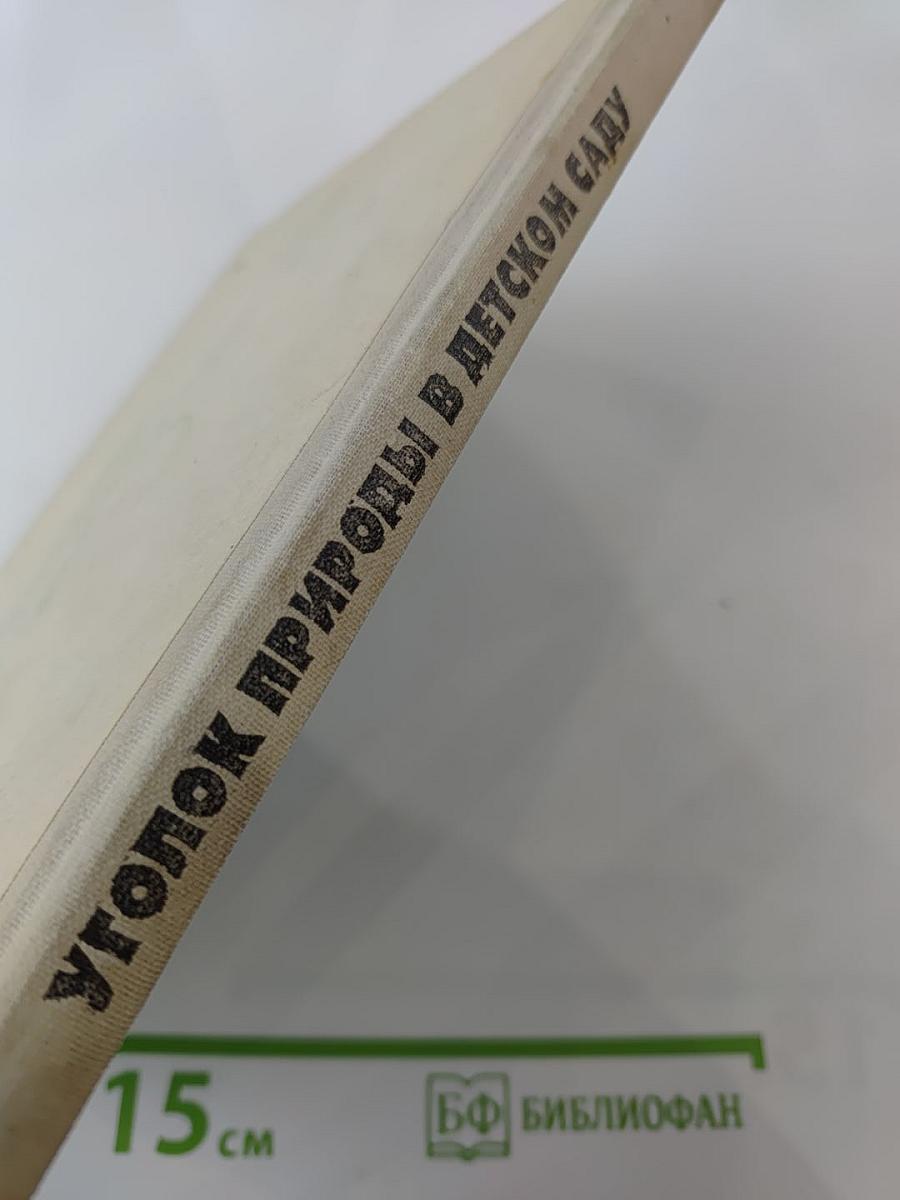 УГОЛОК ПРИРОДЫ В ДЕТСКОМ САДУ
15 см
БФ БИБЛИОФАН